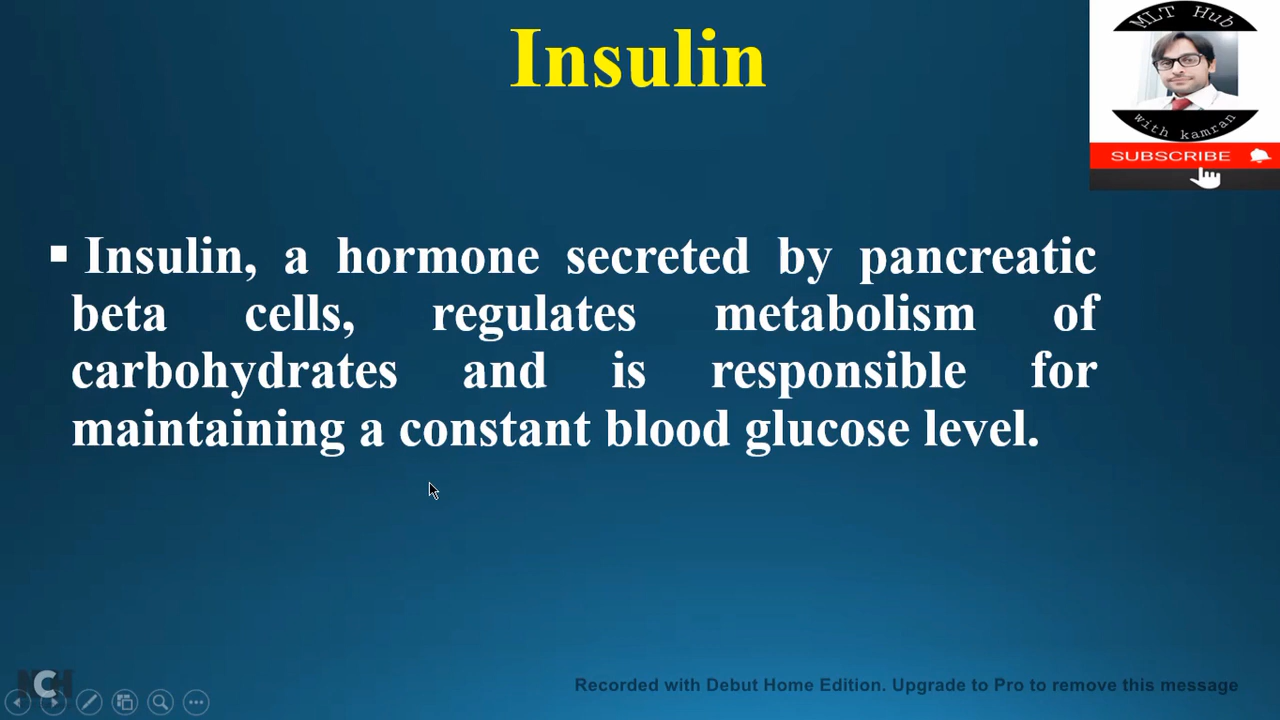 Insulin
MLT Hub
with kamran
SUBSCRIBE
▪ Insulin, a hormone secreted by pancreatic
beta cells, regulates metabolism of
carbohydrates and is responsible for
maintaining a constant blood glucose level.
NCH
Recorded with Debut Home Edition. Upgrade to Pro to remove this message